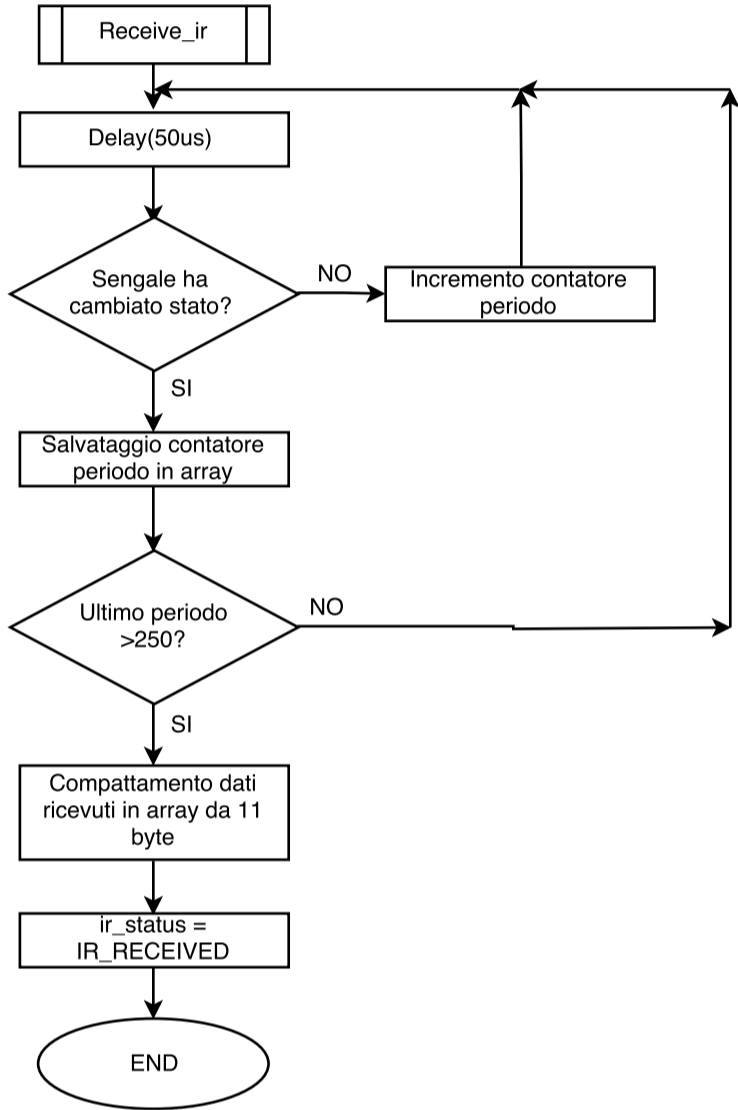 Receive_ir
Delay(50us)
Sengale ha
cambiato stato?
NO
Incremento contatore
periodo
SI
Salvataggio contatore
periodo in array
Ultimo periodo
>250?
NO
SI
Compattamento dati
ricevuti in array da 11
byte
ir_status =
IR_RECEIVED
END